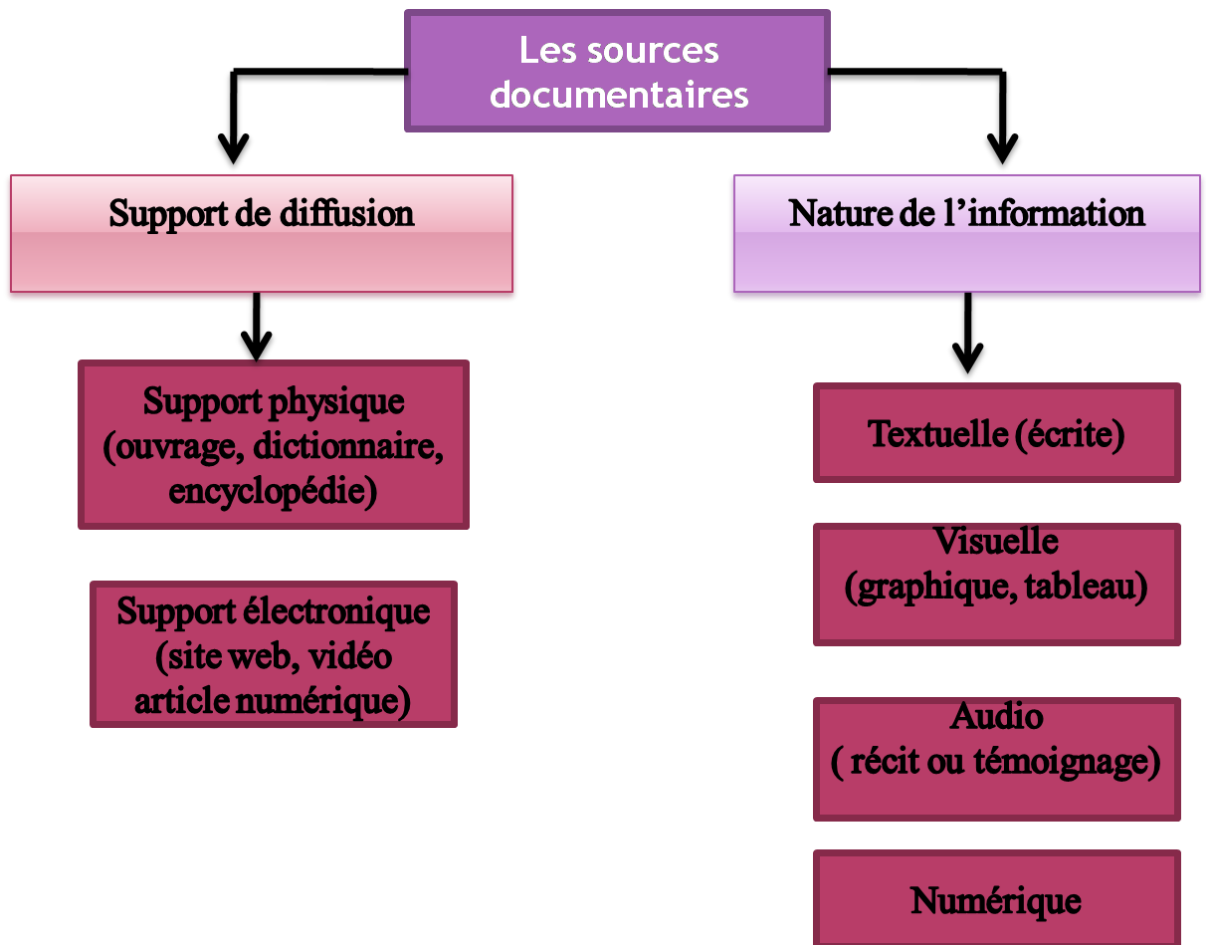 Les sources
documentaires
Support de diffusion
Nature de l’information
Support physique
(ouvrage, dictionnaire,
encyclopédie)
Support électronique
(site web, vidéo
article numérique)
Textuelle (écrite)
Visuelle
(graphique, tableau)
Audio
( récit ou témoignage)
Numérique